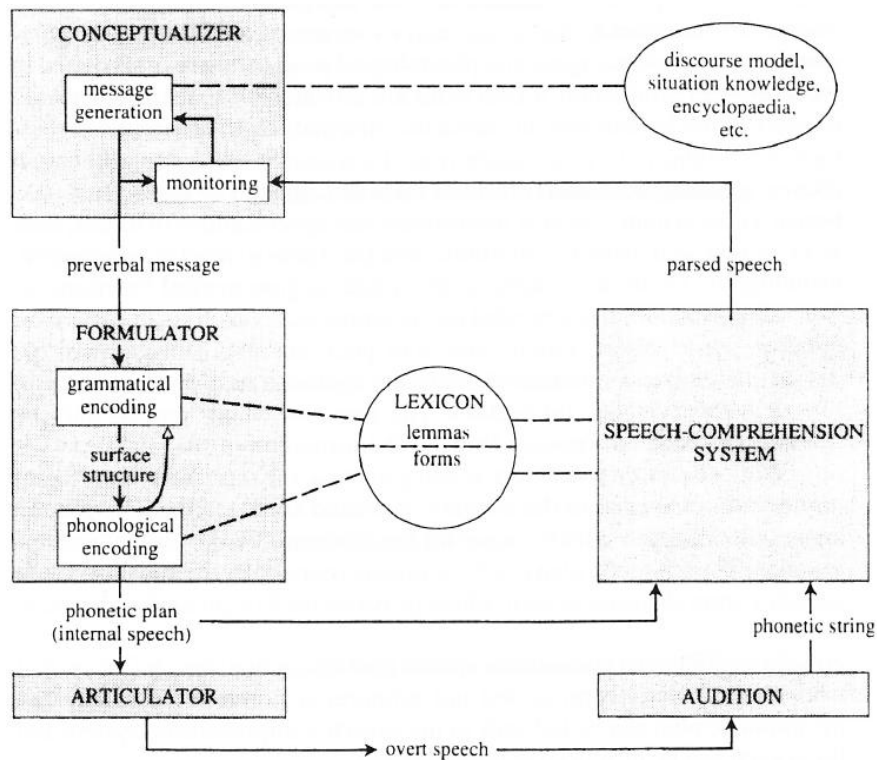 CONCEPTUALIZER
message
generation
monitoring
discourse model,
situation knowledge,
encyclopaedia,
etc.
preverbal message
parsed speech
FORMULATOR
grammatical
encoding
surface
structure
phonological
encoding
LEXICON
lemmas
forms
SPEECH-COMPREHENSION
SYSTEM
phonetic plan
(internal speech)
phonetic string
ARTICULATOR
AUDITION
overt speech